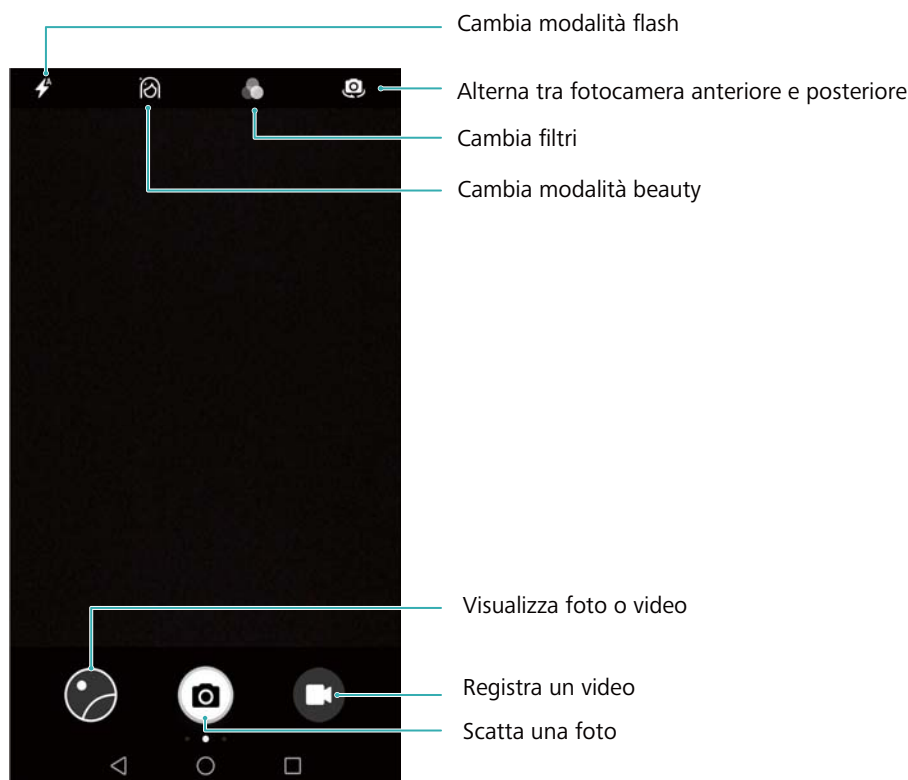 Cambia modalità flash
Alterna tra fotocamera anteriore e posteriore
Cambia filtri
Cambia modalità beauty
Visualizza foto o video
Registra un video
Scatta una foto